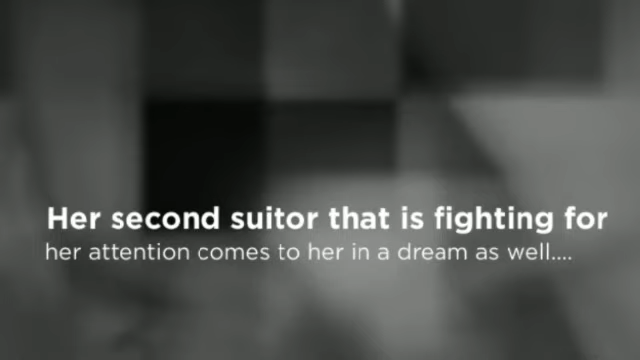 Her second suitor that is fighting for
her attention comes to her in a dream as well....